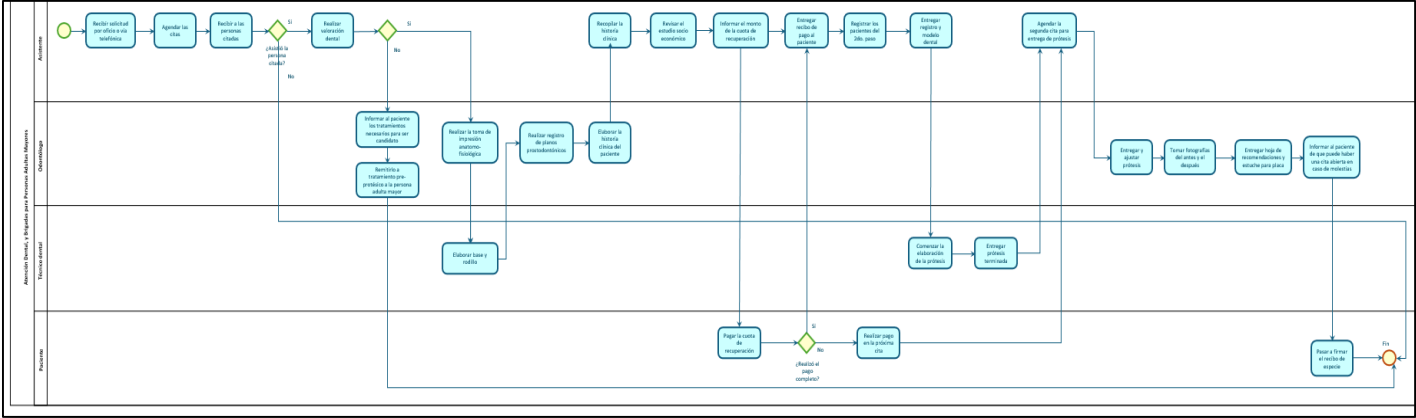 Atención Dental, y Brigadas para Personas Adultas Mayores
Asistente
Recibir solicitud
por oficio o vía
telefónica
Agendar las
citas
Recibir a las
personas
citadas
Si
¿Asistió la
persona
citada?
No
Realizar
valoración
dental
Si
No
Recopilar la
historia
clínica
Revisar el
estudio socio
económico
Informar el monto
de la cuota de
recuperación
Entregar
recibo de
pago al
paciente
Registrar los
pacientes del
2do. paso
Entregar
registro y
modelo
dental
Agendar la
segunda cita para
entrega de prótesis
Odontólogo
Informar al paciente
los tratamientos
necesarios para ser
candidato
Remitirlo a
tratamiento pre-
protésico a la persona
adulta mayor
Realizar la toma de
impresión
anatomo-
fisiológica
Realizar registro
de planos
prostodontónicos
Elaborar la
historia
clínica del
paciente
Entregar y
ajustar
prótesis
Tomar fotografías
del antes y el
después
Entregar hoja de
recomendaciones y
estuche para placa
Informar al paciente
de que puede haber
una cita abierta en
caso de molestias
Técnico dental
Elaborar base y
rodillo
Comenzar la
elaboración
de la prótesis
Entregar
prótesis
terminada
Paciente
Pagar la cuota
de
recuperación
Si
No
¿Realizó el
pago
completo?
Realizar pago
en la próxima
cita
Pasar a firmar
el recibo de
especie
Fin